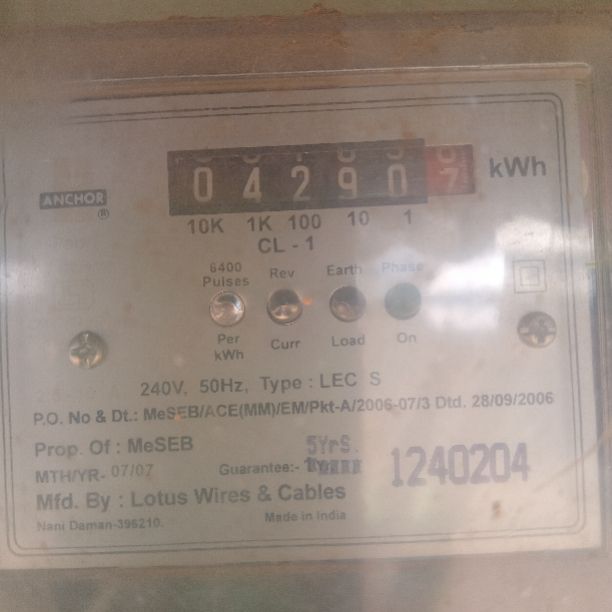 kWh
0 4 2 9 0 7
ANCHOR
®
10K 1K 100 10 1
CL - 1
6400 Pulses Rev Earth Phase
Per kWh Curr Load On
240V, 50Hz, Type : LEC S
P.O. No & Dt.: MeSEB/ACE(MM)/EM/Pkt-A/2006-07/3 Dtd. 28/09/2006
Prop. Of : MeSEB
MTH/YR- 07/07 Guarantee:- 5YrS.
1240204
Mfd. By : Lotus Wires & Cables
Nani Daman-396210. Made in India